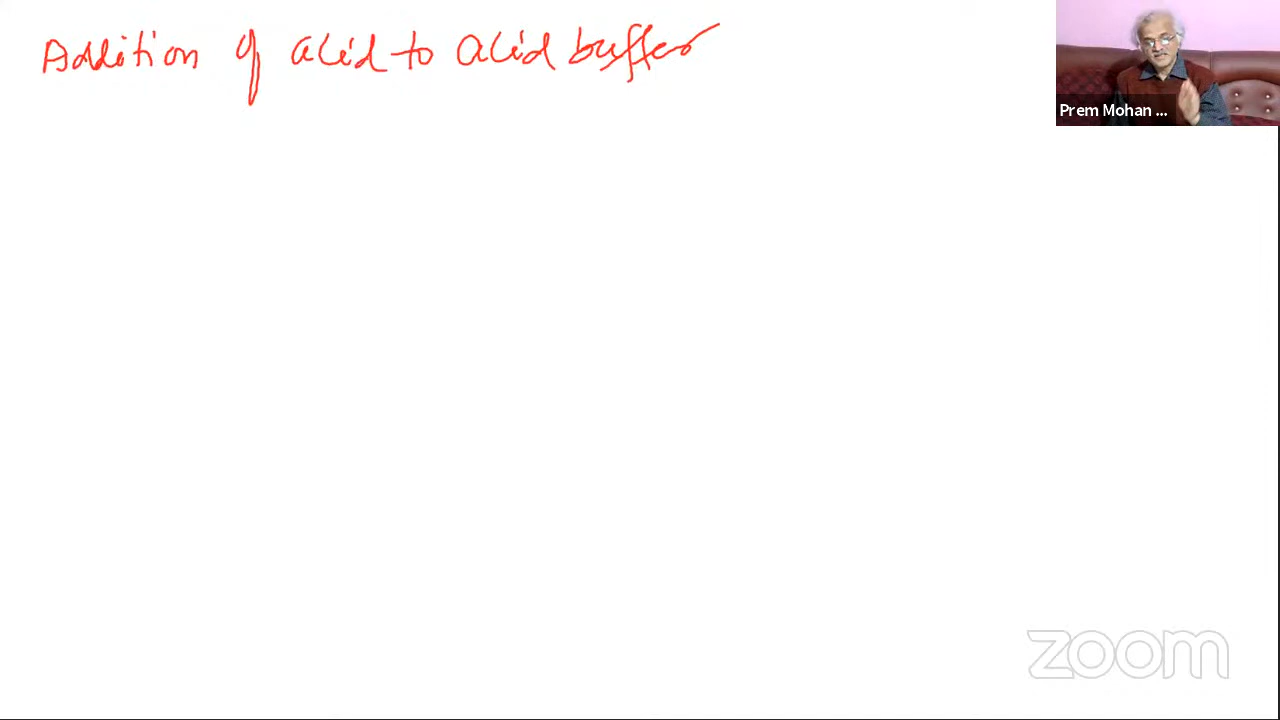 Addition of acid to acid buffer
Prem Mohan ...
zoom